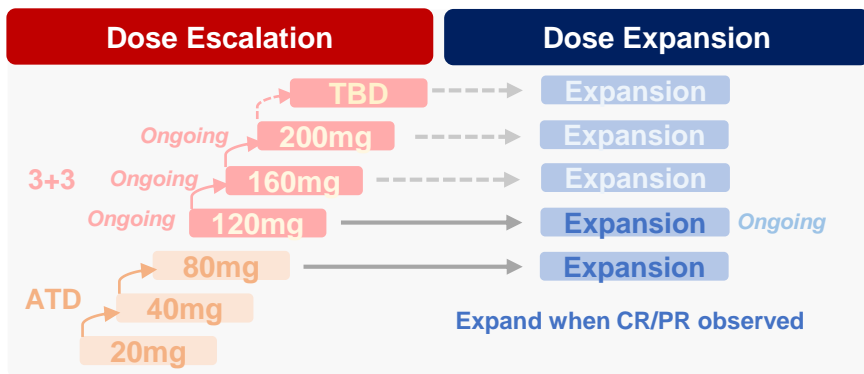 Dose Escalation Dose Expansion
TBD Expansion
Ongoing 200mg Expansion
3+3 Ongoing 160mg Expansion
Ongoing 120mg Expansion Ongoing
80mg Expansion
ATD 40mg
Expand when CR/PR observed
20mg